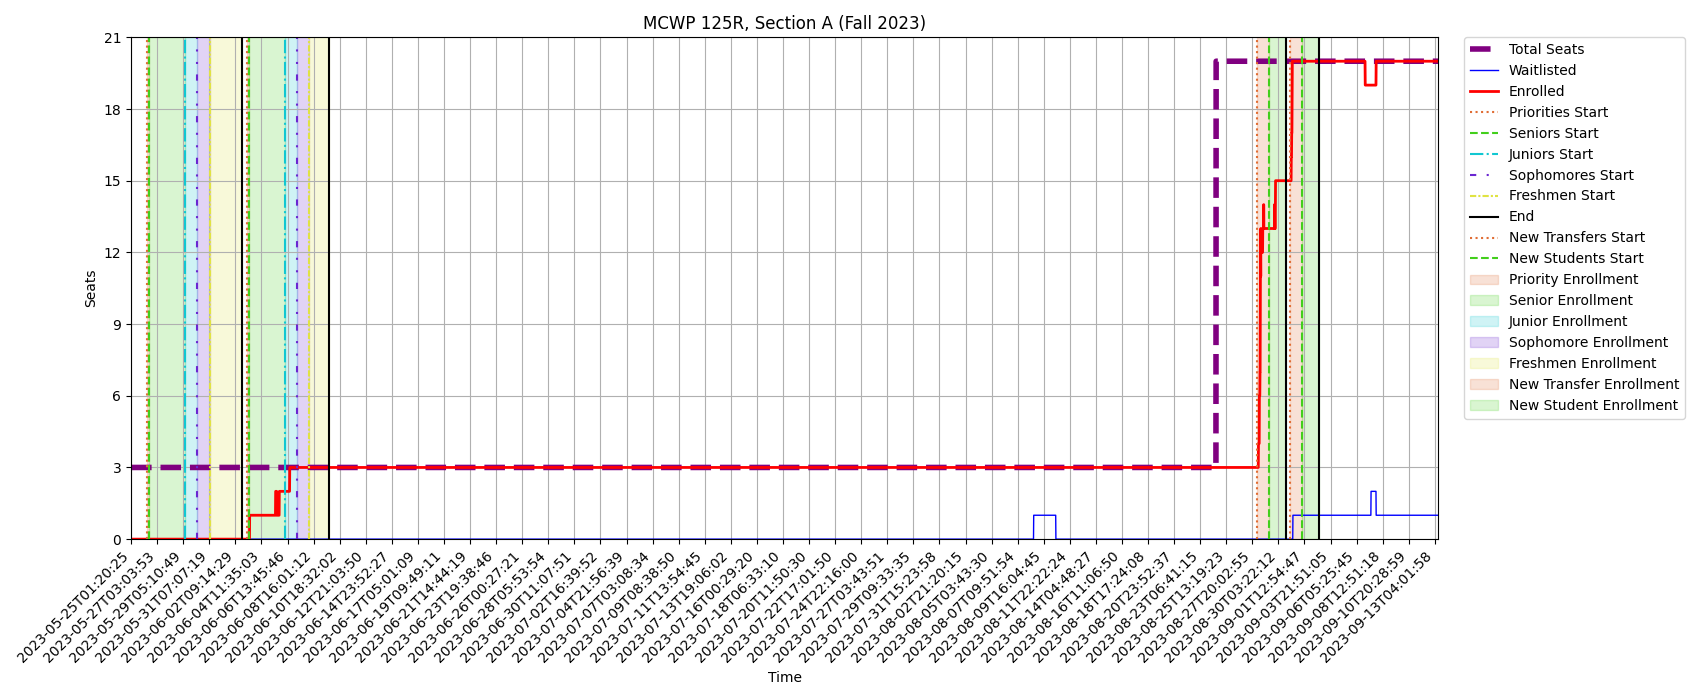 MCWP 125R, Section A (Fall 2023)
Seats
21
18
15
12
9
6
3
0
2023-05-25T01:20:25
2023-05-27T03:03:53
2023-05-29T05:10:49
2023-05-31T07:07:19
2023-06-02T09:14:29
2023-06-04T11:35:03
2023-06-06T13:45:46
2023-06-08T16:01:12
2023-06-10T18:32:02
2023-06-12T21:03:50
2023-06-14T23:52:27
2023-06-17T05:01:09
2023-06-19T09:49:11
2023-06-21T14:44:19
2023-06-23T19:38:46
2023-06-26T00:27:21
2023-06-28T05:53:54
2023-06-30T11:07:51
2023-07-02T16:39:52
2023-07-04T21:56:39
2023-07-07T03:08:34
2023-07-09T08:38:50
2023-07-11T13:54:45
2023-07-13T19:06:02
2023-07-16T00:29:20
2023-07-18T06:33:10
2023-07-20T11:50:30
2023-07-22T17:01:50
2023-07-24T22:16:00
2023-07-27T03:43:51
2023-07-29T09:33:35
2023-07-31T15:23:58
2023-08-02T21:20:15
2023-08-05T03:43:30
2023-08-07T09:51:54
2023-08-09T16:04:45
2023-08-11T22:22:24
2023-08-14T04:48:27
2023-08-16T11:06:50
2023-08-18T17:24:08
2023-08-20T23:52:37
2023-08-23T06:41:15
2023-08-25T13:19:23
2023-08-27T20:02:55
2023-08-30T03:22:12
2023-09-01T12:54:47
2023-09-03T21:51:05
2023-09-06T05:25:45
2023-09-08T12:51:18
2023-09-10T20:28:59
2023-09-13T04:01:58
Time
Total Seats
Waitlisted
Enrolled
Priorities Start
Seniors Start
Juniors Start
Sophomores Start
Freshmen Start
End
New Transfers Start
New Students Start
Priority Enrollment
Senior Enrollment
Junior Enrollment
Sophomore Enrollment
Freshmen Enrollment
New Transfer Enrollment
New Student Enrollment